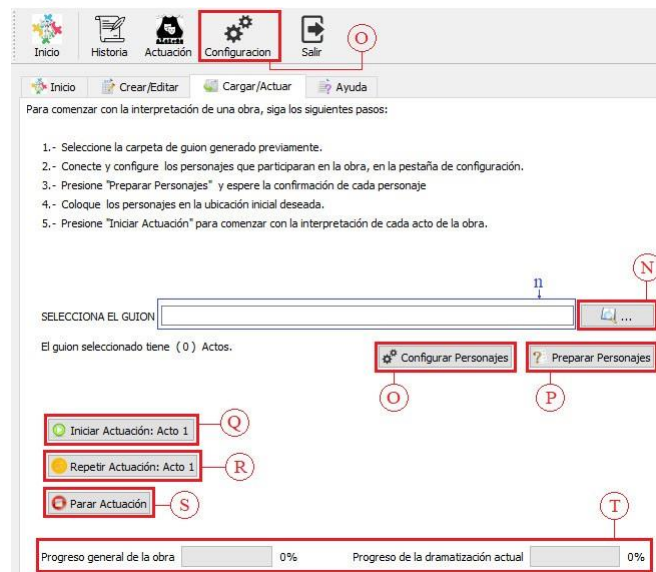 Inicio Historia Actuación Configuracion Salir O
Inicio Crear/Editar Cargar/Actuar Ayuda
Para comenzar con la interpretación de una obra, siga los siguientes pasos:
1.- Seleccione la carpeta de guion generado previamente.
2.- Conecte y configure los personajes que participaran en la obra, en la pestaña de configuración.
3.- Presione "Preparar Personajes" y espere la confirmación de cada personaje
4.- Coloque los personajes en la ubicación inicial deseada.
5.- Presione "Iniciar Actuación" para comenzar con la interpretación de cada acto de la obra.
N
n
SELECCIONA EL GUION ...
El guion seleccionado tiene ( 0 ) Actos.
Configurar Personajes ? Preparar Personajes
O P
Iniciar Actuación: Acto 1 Q
Repetir Actuación: Acto 1 R
Parar Actuación S
T
Progreso general de la obra 0% Progreso de la dramatización actual 0%